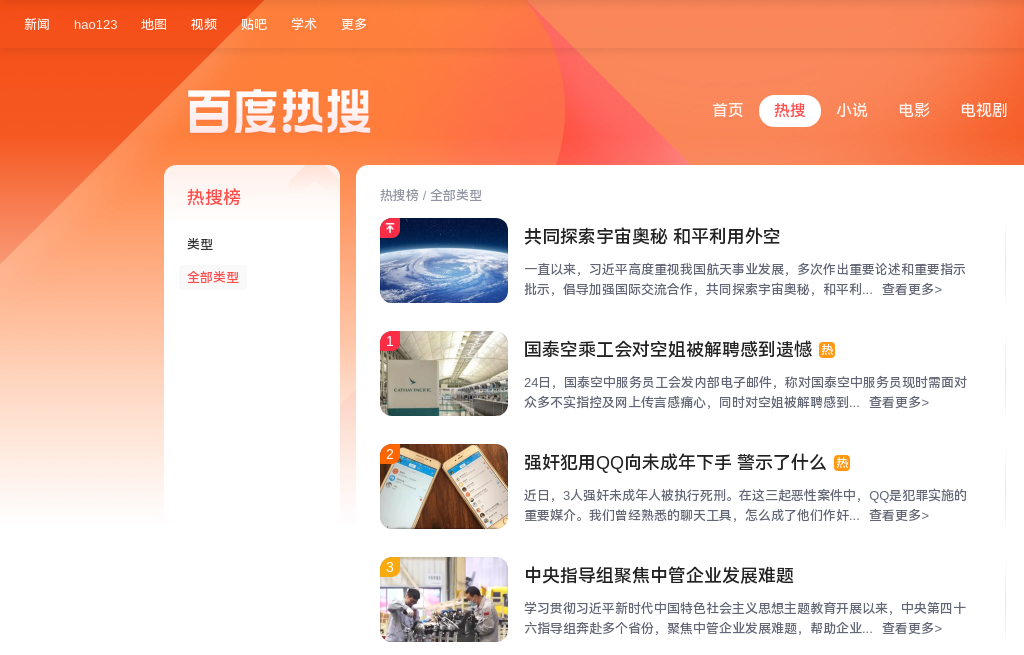 新闻 hao123 地图 视频 贴吧 学术 更多
百度热搜
首页 热搜 小说 电影 电视剧
热搜榜
类型
全部类型
热搜榜 / 全部类型
共同探索宇宙奥秘 和平利用外空
一直以来，习近平高度重视我国航天事业发展，多次作出重要论述和重要指示
批示，倡导加强国际交流合作，共同探索宇宙奥秘，和平利... 查看更多>
1
CATHAY PACIFIC
国泰空乘工会对空姐被解聘感到遗憾 热
24日，国泰空中服务员工会发内部电子邮件，称对国泰空中服务员现时需面对
众多不实指控及网上传言感痛心，同时对空姐被解聘感到... 查看更多>
2
强奸犯用QQ向未成年下手 警示了什么 热
近日，3人强奸未成年人被执行死刑。在这三起恶性案件中，QQ是犯罪实施的
重要媒介。我们曾经熟悉的聊天工具，怎么成了他们作奸... 查看更多>
3
中央指导组聚焦中管企业发展难题
学习贯彻习近平新时代中国特色社会主义思想主题教育开展以来，中央第四十
六指导组奔赴多个省份，聚焦中管企业发展难题，帮助企业... 查看更多>